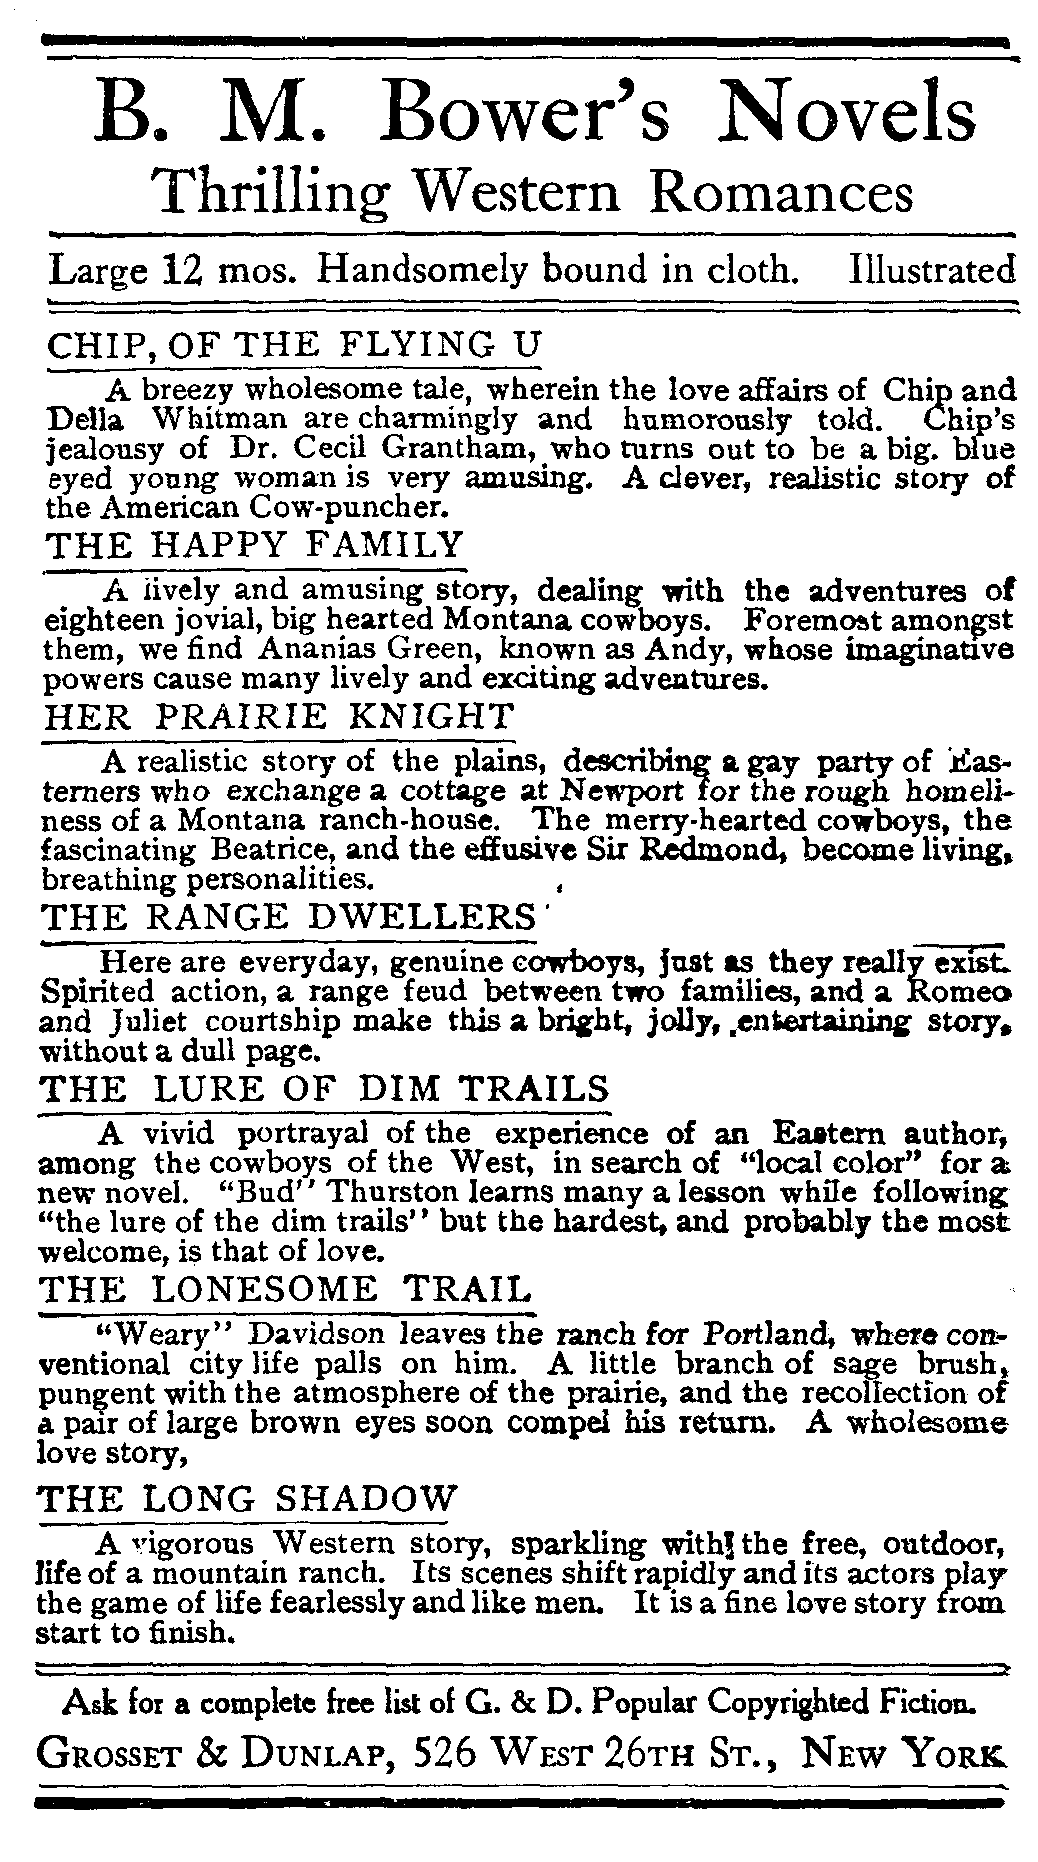 B. M. Bower's Novels
Thrilling Western Romances
Large 12 mos. Handsomely bound in cloth. Illustrated
CHIP, OF THE FLYING U
A breezy wholesome tale, wherein the love affairs of Chip and
Della Whitman are charmingly and humorously told. Chip's
jealousy of Dr. Cecil Grantham, who turns out to be a big. blue
eyed young woman is very amusing. A clever, realistic story of
the American Cow-puncher.
THE HAPPY FAMILY
A lively and amusing story, dealing with the adventures of
eighteen jovial, big hearted Montana cowboys. Foremost amongst
them, we find Ananias Green, known as Andy, whose imaginative
powers cause many lively and exciting adventures.
HER PRAIRIE KNIGHT
A realistic story of the plains, describing a gay party of Eas-
terners who exchange a cottage at Newport for the rough homeli-
ness of a Montana ranch-house. The merry-hearted cowboys, the
fascinating Beatrice, and the effusive Sir Redmond, become living,
breathing personalities.
THE RANGE DWELLERS
Here are everyday, genuine cowboys, just as they really exist.
Spirited action, a range feud between two families, and a Romeo
and Juliet courtship make this a bright, jolly, entertaining story,
without a dull page.
THE LURE OF DIM TRAILS
A vivid portrayal of the experience of an Eastern author,
among the cowboys of the West, in search of "local color" for a
new novel. "Bud" Thurston learns many a lesson while following
"the lure of the dim trails" but the hardest, and probably the most
welcome, is that of love.
THE LONESOME TRAIL
"Weary" Davidson leaves the ranch for Portland, where con-
ventional city life palls on him. A little branch of sage brush,
pungent with the atmosphere of the prairie, and the recollection of
a pair of large brown eyes soon compel his return. A wholesome
love story,
THE LONG SHADOW
A vigorous Western story, sparkling with the free, outdoor,
life of a mountain ranch. Its scenes shift rapidly and its actors play
the game of life fearlessly and like men. It is a fine love story from
start to finish.
Ask for a complete free list of G. & D. Popular Copyrighted Fiction.
GROSSET & DUNLAP, 526 WEST 26TH ST., NEW YORK